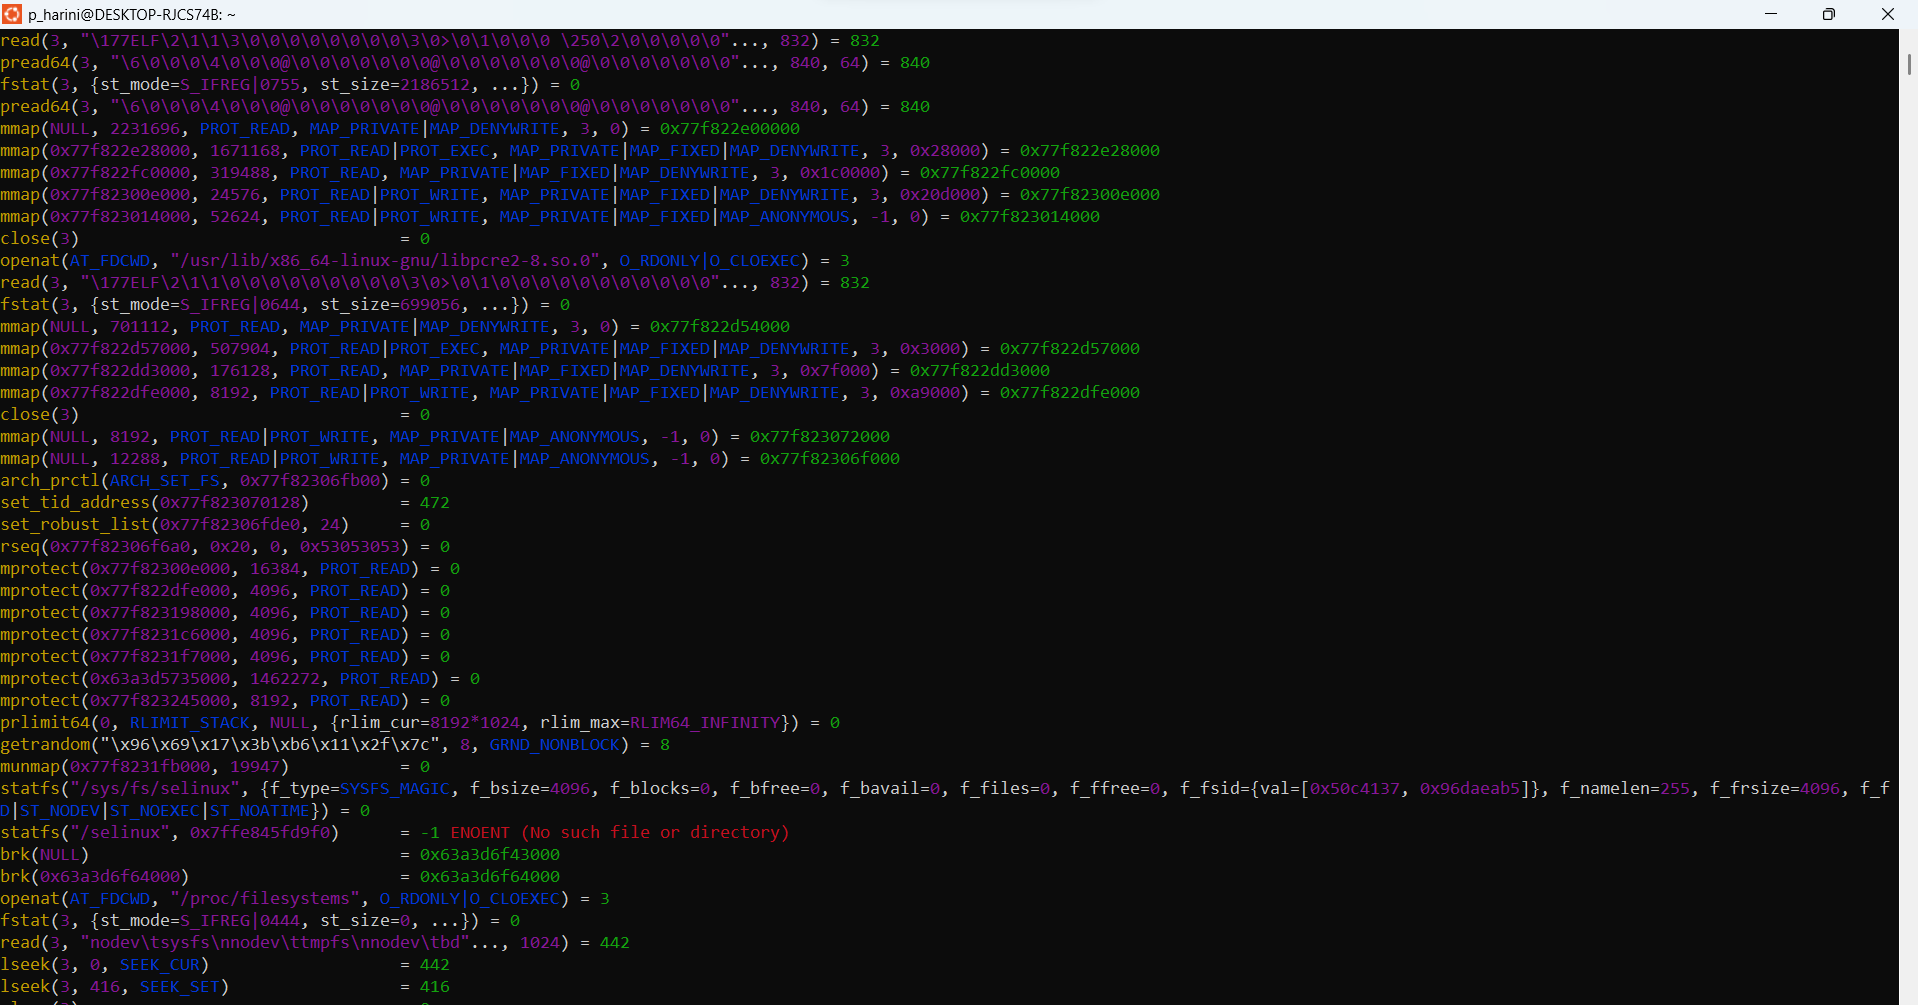 p_harini@DESKTOP-RJCS74B: ~
read(3, "\177ELF\2\1\1\3\0\0\0\0\0\0\0\0\3\0>\0\1\0\0\0 \250\2\0\0\0\0\0"..., 832) = 832
pread64(3, "\6\0\0\0\4\0\0\0@\0\0\0\0\0\0\0@\0\0\0\0\0\0\0@\0\0\0\0\0\0\0"..., 840, 64) = 840
fstat(3, {st_mode=S_IFREG|0755, st_size=2186512, ...}) = 0
pread64(3, "\6\0\0\0\4\0\0\0@\0\0\0\0\0\0\0@\0\0\0\0\0\0\0@\0\0\0\0\0\0\0"..., 840, 64) = 840
mmap(NULL, 2231696, PROT_READ, MAP_PRIVATE|MAP_DENYWRITE, 3, 0) = 0x77f822e00000
mmap(0x77f822e28000, 1671168, PROT_READ|PROT_EXEC, MAP_PRIVATE|MAP_FIXED|MAP_DENYWRITE, 3, 0x28000) = 0x77f822e28000
mmap(0x77f822fc0000, 319488, PROT_READ, MAP_PRIVATE|MAP_FIXED|MAP_DENYWRITE, 3, 0x1c0000) = 0x77f822fc0000
mmap(0x77f82300e000, 24576, PROT_READ|PROT_WRITE, MAP_PRIVATE|MAP_FIXED|MAP_DENYWRITE, 3, 0x20d000) = 0x77f82300e000
mmap(0x77f823014000, 52624, PROT_READ|PROT_WRITE, MAP_PRIVATE|MAP_FIXED|MAP_ANONYMOUS, -1, 0) = 0x77f823014000
close(3)                                = 0
openat(AT_FDCWD, "/usr/lib/x86_64-linux-gnu/libpcre2-8.so.0", O_RDONLY|O_CLOEXEC) = 3
read(3, "\177ELF\2\1\1\0\0\0\0\0\0\0\0\0\3\0>\0\1\0\0\0\0\0\0\0\0\0\0\0"..., 832) = 832
fstat(3, {st_mode=S_IFREG|0644, st_size=699056, ...}) = 0
mmap(NULL, 701112, PROT_READ, MAP_PRIVATE|MAP_DENYWRITE, 3, 0) = 0x77f822d54000
mmap(0x77f822d57000, 507904, PROT_READ|PROT_EXEC, MAP_PRIVATE|MAP_FIXED|MAP_DENYWRITE, 3, 0x3000) = 0x77f822d57000
mmap(0x77f822dd3000, 176128, PROT_READ, MAP_PRIVATE|MAP_FIXED|MAP_DENYWRITE, 3, 0x7f000) = 0x77f822dd3000
mmap(0x77f822dfe000, 8192, PROT_READ|PROT_WRITE, MAP_PRIVATE|MAP_FIXED|MAP_DENYWRITE, 3, 0xa9000) = 0x77f822dfe000
close(3)                                = 0
mmap(NULL, 8192, PROT_READ|PROT_WRITE, MAP_PRIVATE|MAP_ANONYMOUS, -1, 0) = 0x77f823072000
mmap(NULL, 12288, PROT_READ|PROT_WRITE, MAP_PRIVATE|MAP_ANONYMOUS, -1, 0) = 0x77f82306f000
arch_prctl(ARCH_SET_FS, 0x77f82306fb00) = 0
set_tid_address(0x77f823070128)         = 472
set_robust_list(0x77f82306fde0, 24)     = 0
rseq(0x77f82306f6a0, 0x20, 0, 0x53053053) = 0
mprotect(0x77f82300e000, 16384, PROT_READ) = 0
mprotect(0x77f822dfe000, 4096, PROT_READ) = 0
mprotect(0x77f823198000, 4096, PROT_READ) = 0
mprotect(0x77f8231c6000, 4096, PROT_READ) = 0
mprotect(0x77f8231f7000, 4096, PROT_READ) = 0
mprotect(0x63a3d5735000, 1462272, PROT_READ) = 0
mprotect(0x77f823245000, 8192, PROT_READ) = 0
prlimit64(0, RLIMIT_STACK, NULL, {rlim_cur=8192*1024, rlim_max=RLIM64_INFINITY}) = 0
getrandom("\x96\x69\x17\x3b\xb6\x11\x2f\x7c", 8, GRND_NONBLOCK) = 8
munmap(0x77f8231fb000, 19947)           = 0
statfs("/sys/fs/selinux", {f_type=SYSFS_MAGIC, f_bsize=4096, f_blocks=0, f_bfree=0, f_bavail=0, f_files=0, f_ffree=0, f_fsid={val=[0x50c4137, 0x96daeab5]}, f_namelen=255, f_frsize=4096, f_f
D|ST_NODEV|ST_NOEXEC|ST_NOATIME}) = 0
statfs("/selinux", 0x7ffe845fd9f0)      = -1 ENOENT (No such file or directory)
brk(NULL)                               = 0x63a3d6f43000
brk(0x63a3d6f64000)                     = 0x63a3d6f64000
openat(AT_FDCWD, "/proc/filesystems", O_RDONLY|O_CLOEXEC) = 3
fstat(3, {st_mode=S_IFREG|0444, st_size=0, ...}) = 0
read(3, "nodev\tsysfs\nnodev\ttmpfs\nnodev\tbd"..., 1024) = 442
lseek(3, 0, SEEK_CUR)                   = 442
lseek(3, 416, SEEK_SET)                 = 416